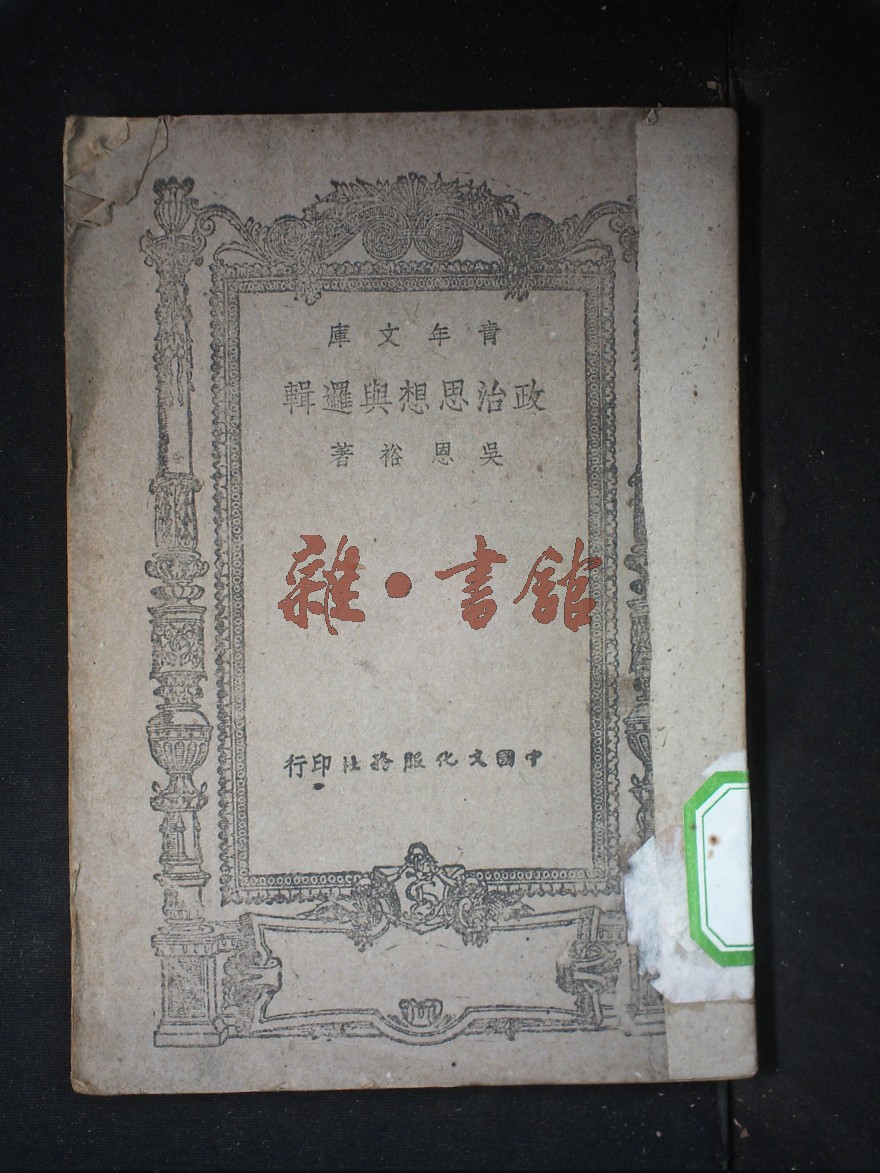 青年文庫
政治思想與邏輯
吳恩裕著
雜·書館
中國文化服務社印行